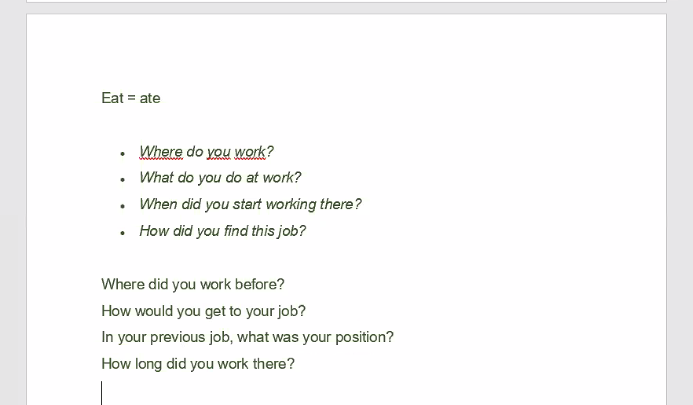 Eat = ate
• Where do you work?
• What do you do at work?
• When did you start working there?
• How did you find this job?
Where did you work before?
How would you get to your job?
In your previous job, what was your position?
How long did you work there?